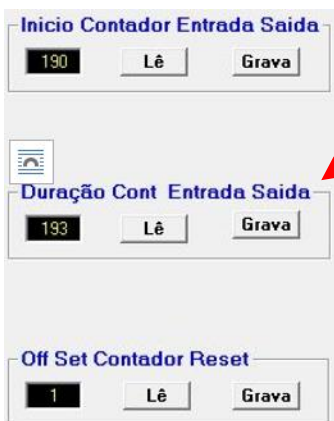 Inicio Contador Entrada Saida
190 Lê Grava
Duração Cont Entrada Saida
193 Lê Grava
Off Set Contador Reset
1 Lê Grava